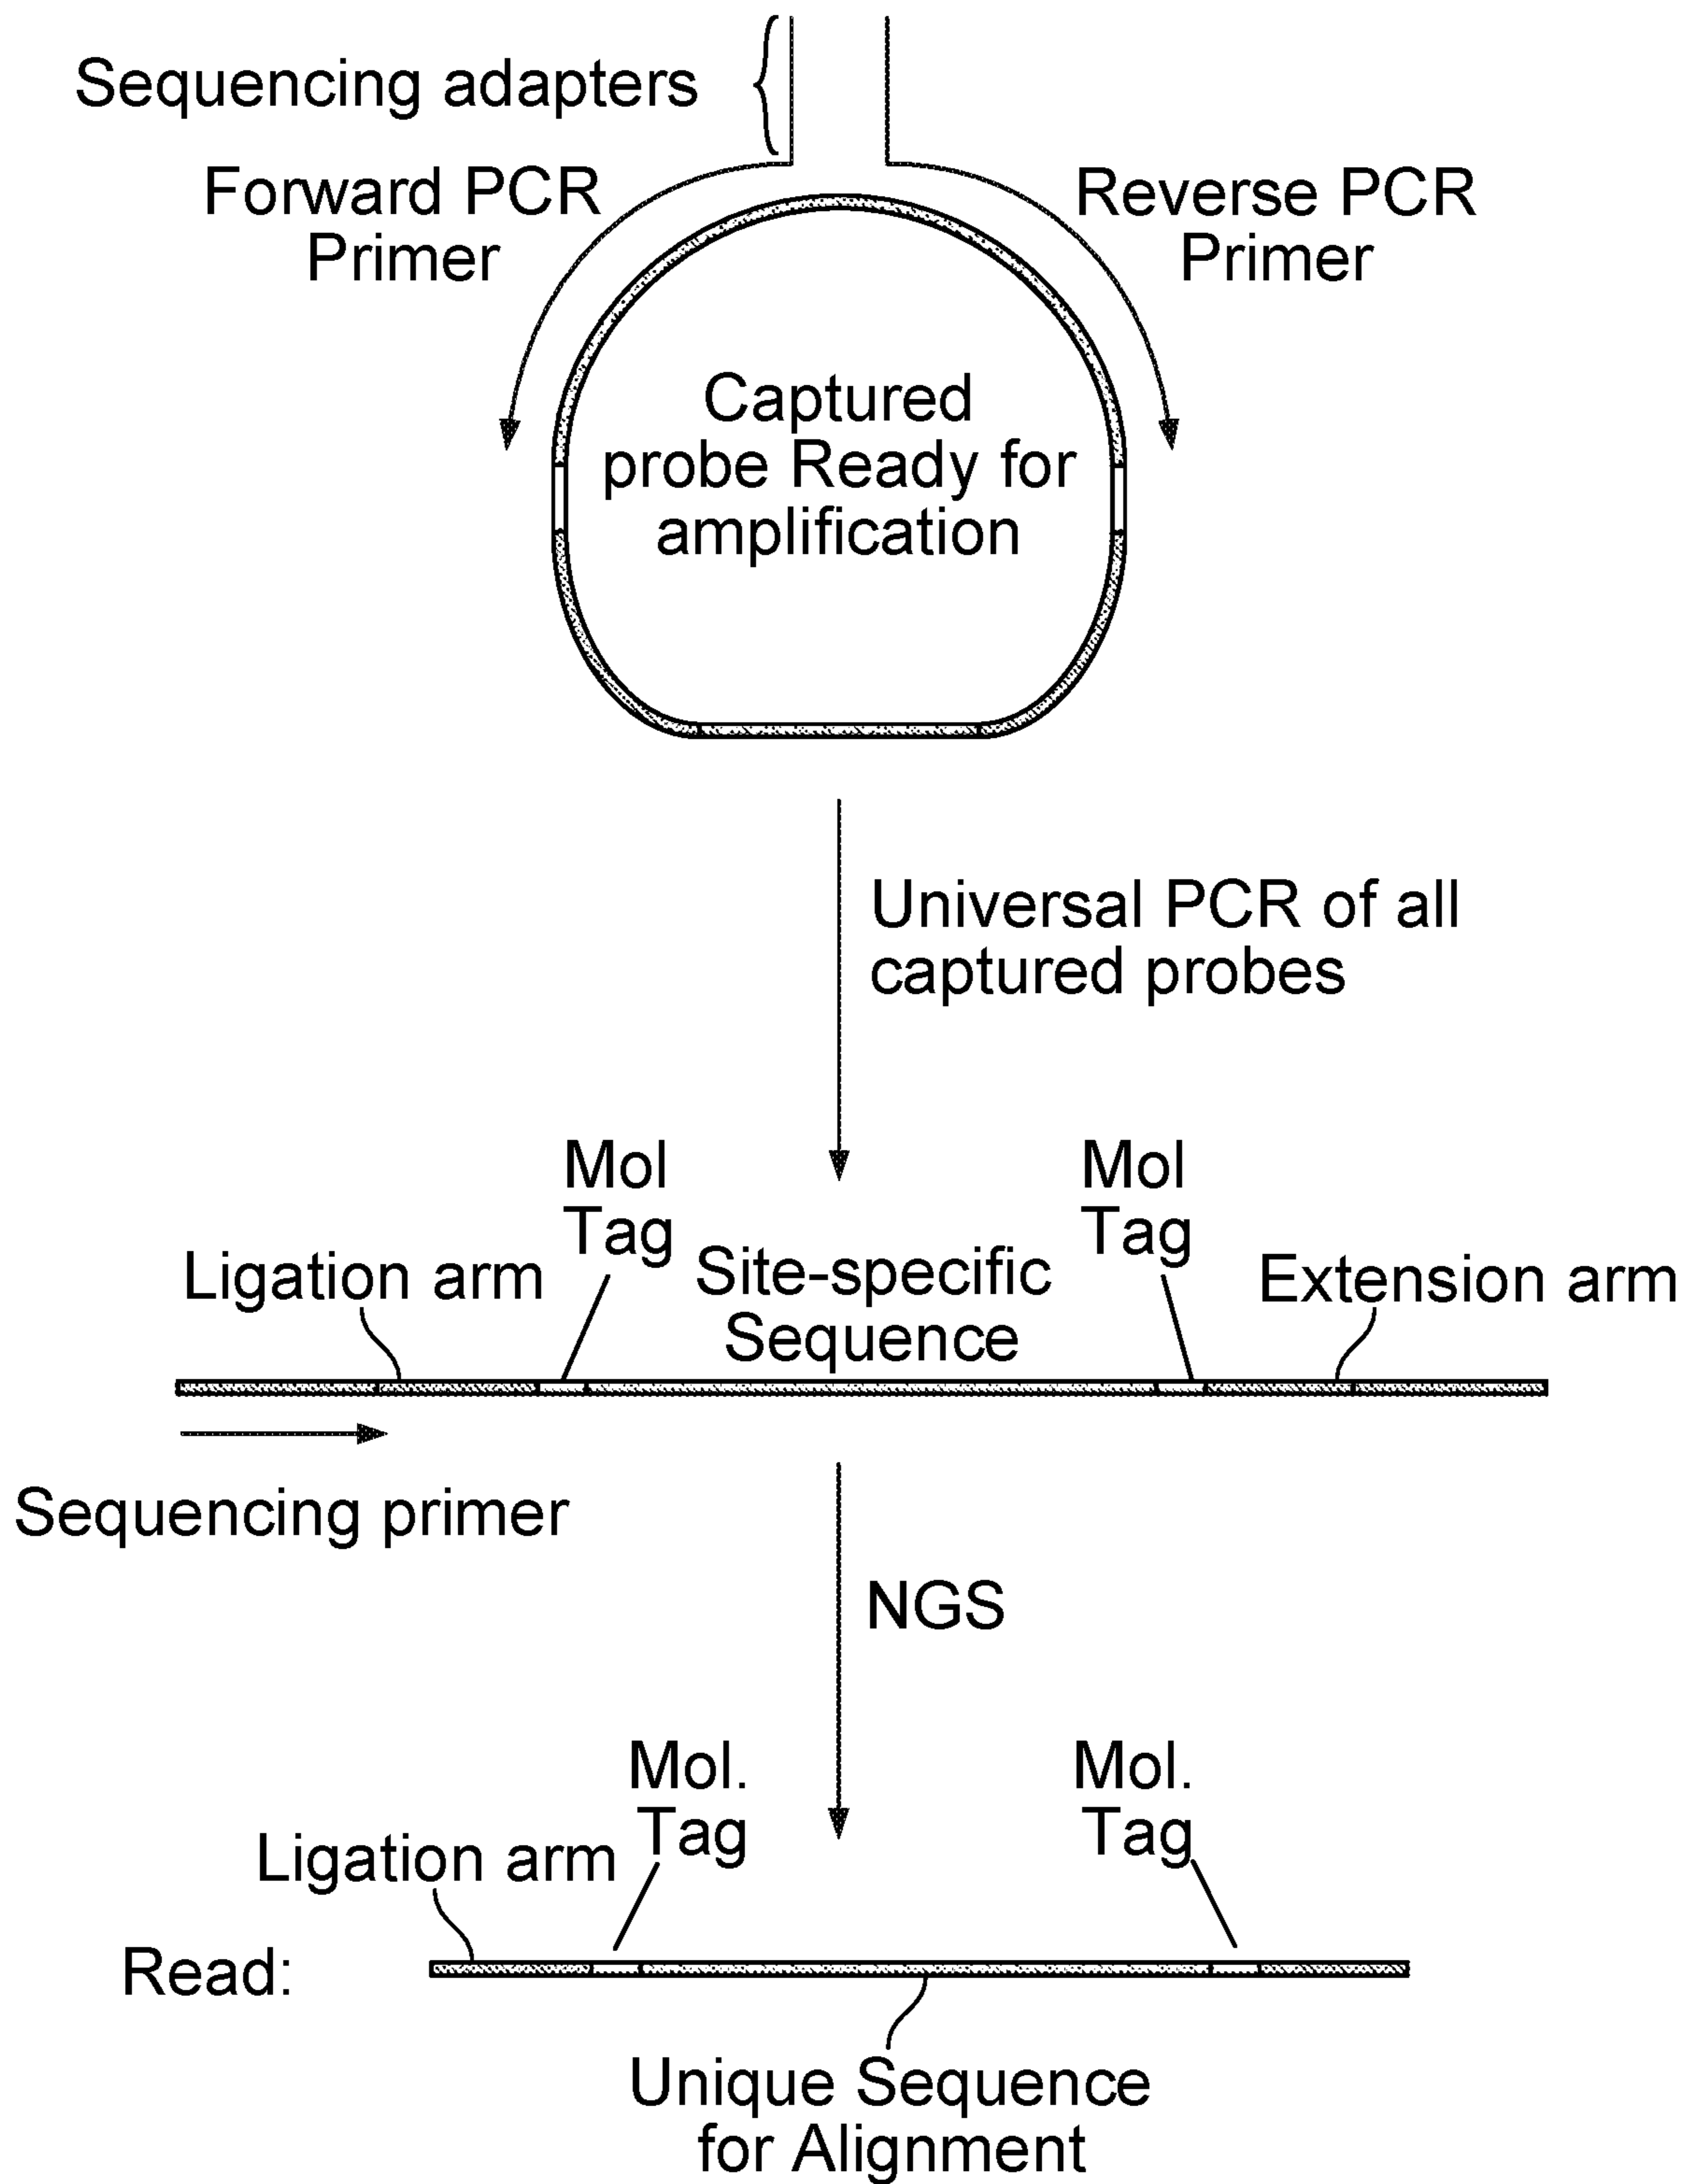 Sequencing adapters
Forward PCR
Primer
Reverse PCR
Primer
Captured
probe Ready for
amplification
Universal PCR of all
captured probes
Mol
Tag
Mol
Tag
Ligation arm
Site-specific
Sequence
Extension arm
Sequencing primer
NGS
Mol.
Tag
Mol.
Tag
Ligation arm
Read:
Unique Sequence
for Alignment